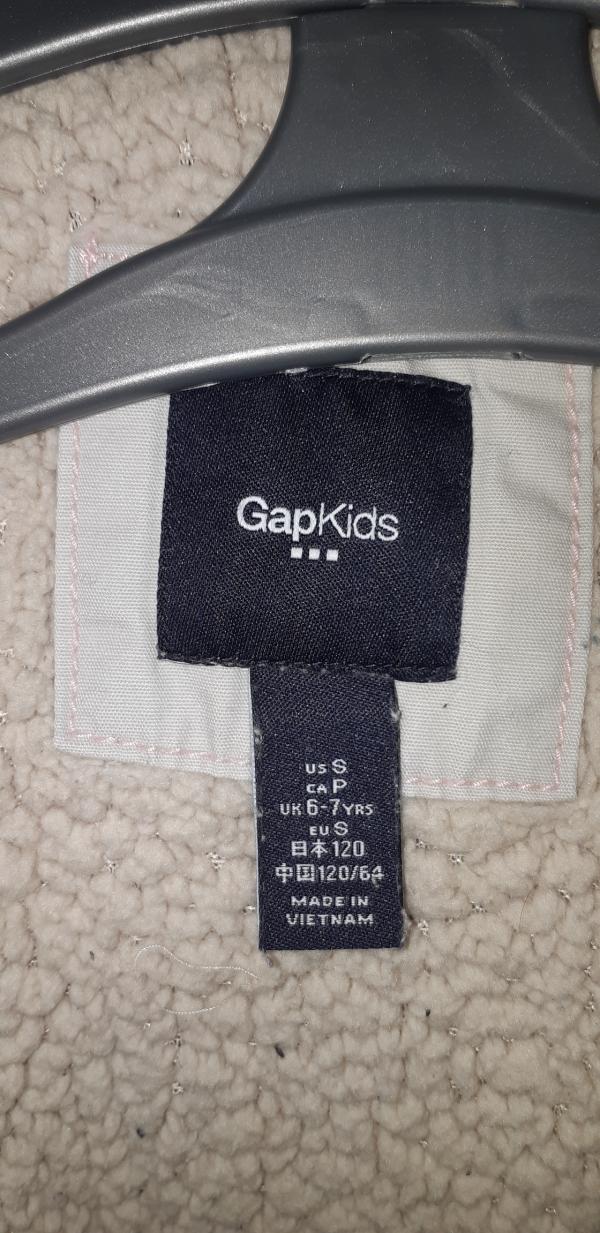 GapKids
US S
CA P
UK 6-7 YRS
EU S
日本 120
中国 120/64
MADE IN
VIETNAM